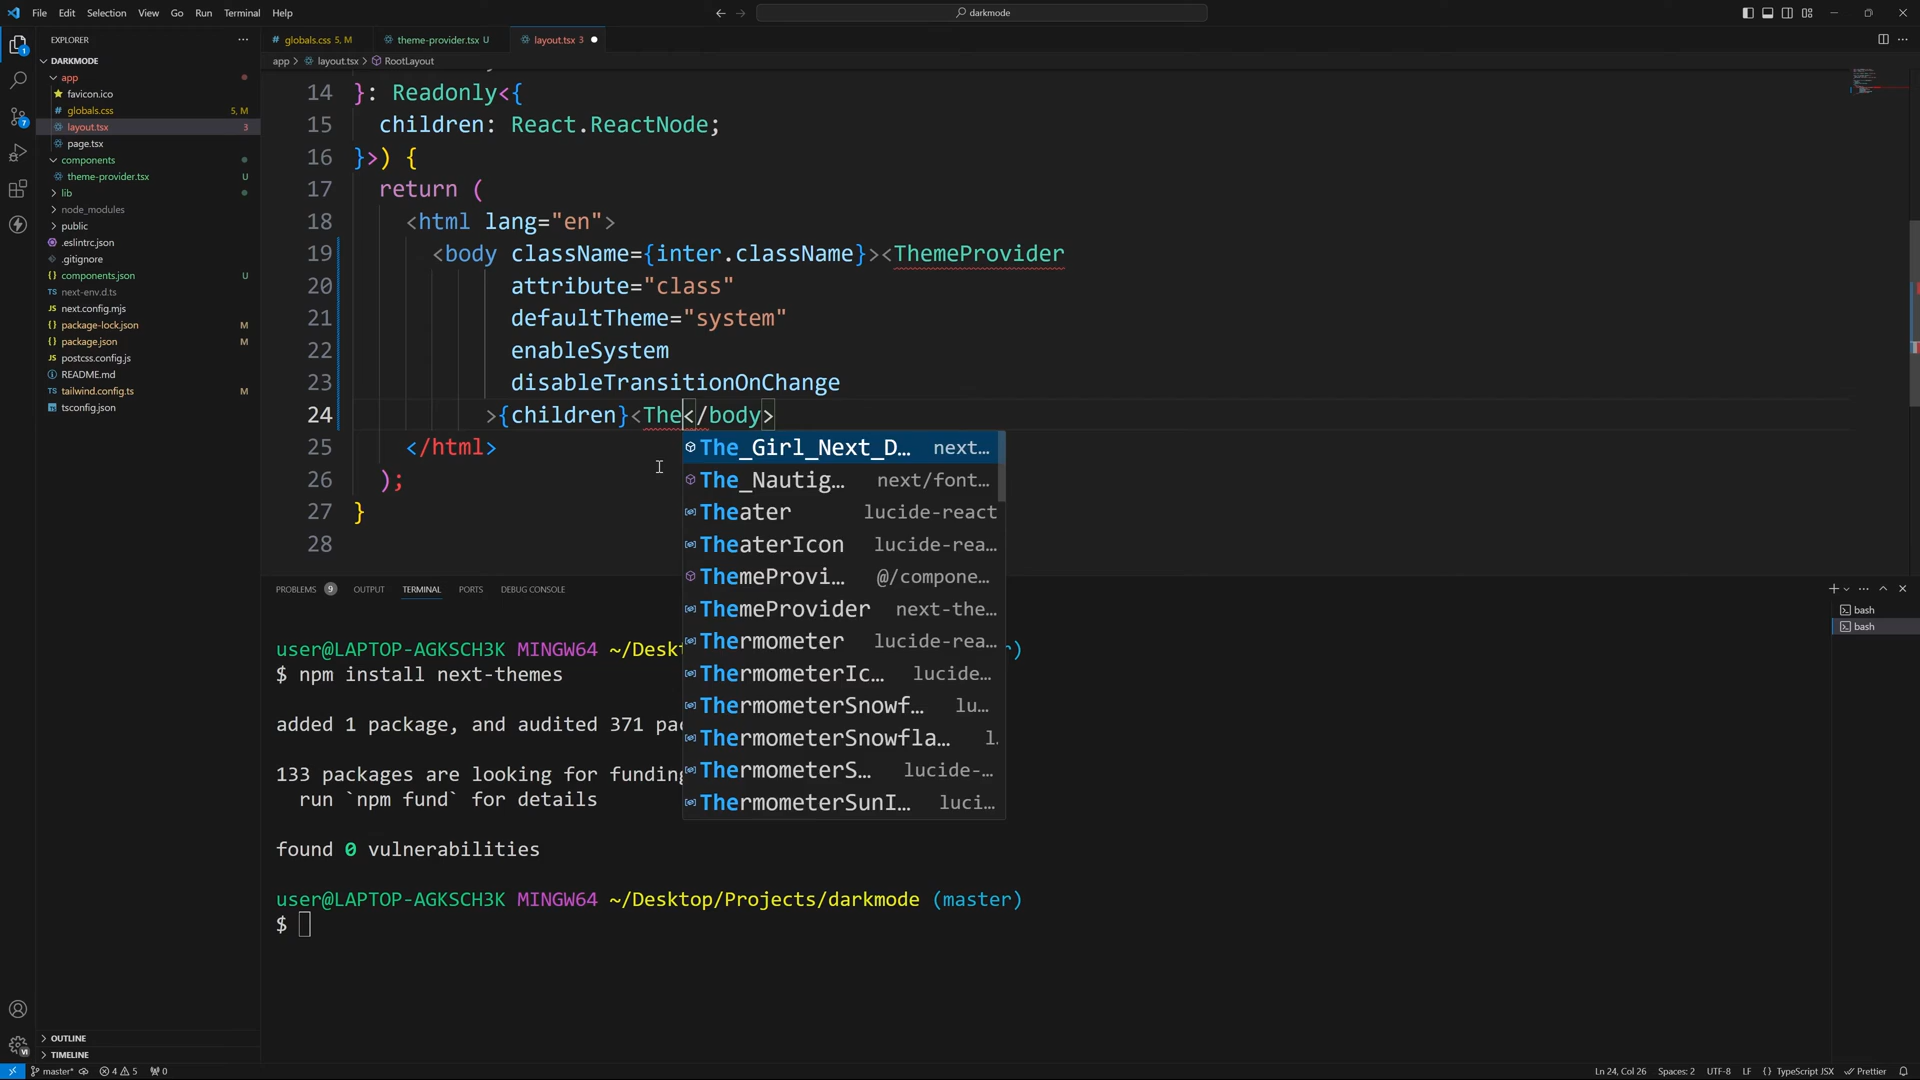 File Edit Selection View Go Run Terminal Help
darkmode
EXPLORER
globals.css 5, M
theme-provider.tsx U
layout.tsx 3
DARKMODE
app > layout.tsx > RootLayout
app
favicon.ico
globals.css 5, M
layout.tsx 3
page.tsx
components
theme-provider.tsx U
lib
node_modules
public
.eslintrc.json
.gitignore
components.json U
next-env.d.ts
next.config.mjs
package-lock.json M
package.json M
postcss.config.js
README.md
tailwind.config.ts M
tsconfig.json
OUTLINE
TIMELINE
14 }: Readonly<{
15 children: React.ReactNode;
16 }>) {
17 return (
18 <html lang="en">
19 <body className={inter.className}><ThemeProvider
20 attribute="class"
21 defaultTheme="system"
22 enableSystem
23 disableTransitionOnChange
24 >{children}<The</body>
25 </html>
26 );
27 }
28
The_Girl_Next_D… next…
The_Nautig… next/font…
Theater lucide-react
TheaterIcon lucide-rea…
ThemeProvi… @/compone…
ThemeProvider next-the…
Thermometer lucide-rea…
ThermometerIc… lucide…
ThermometerSnowf… lu…
ThermometerSnowfla… l…
ThermometerS… lucide-…
ThermometerSunI… luci…
PROBLEMS 9 OUTPUT TERMINAL PORTS DEBUG CONSOLE
bash
bash
user@LAPTOP-AGKSCH3K MINGW64 ~/Deskt
$ npm install next-themes
added 1 package, and audited 371 pac
133 packages are looking for funding
run `npm fund` for details
found 0 vulnerabilities
user@LAPTOP-AGKSCH3K MINGW64 ~/Desktop/Projects/darkmode (master)
$
master* 4 5 0
Ln 24, Col 26 Spaces: 2 UTF-8 LF {} TypeScript JSX Prettier